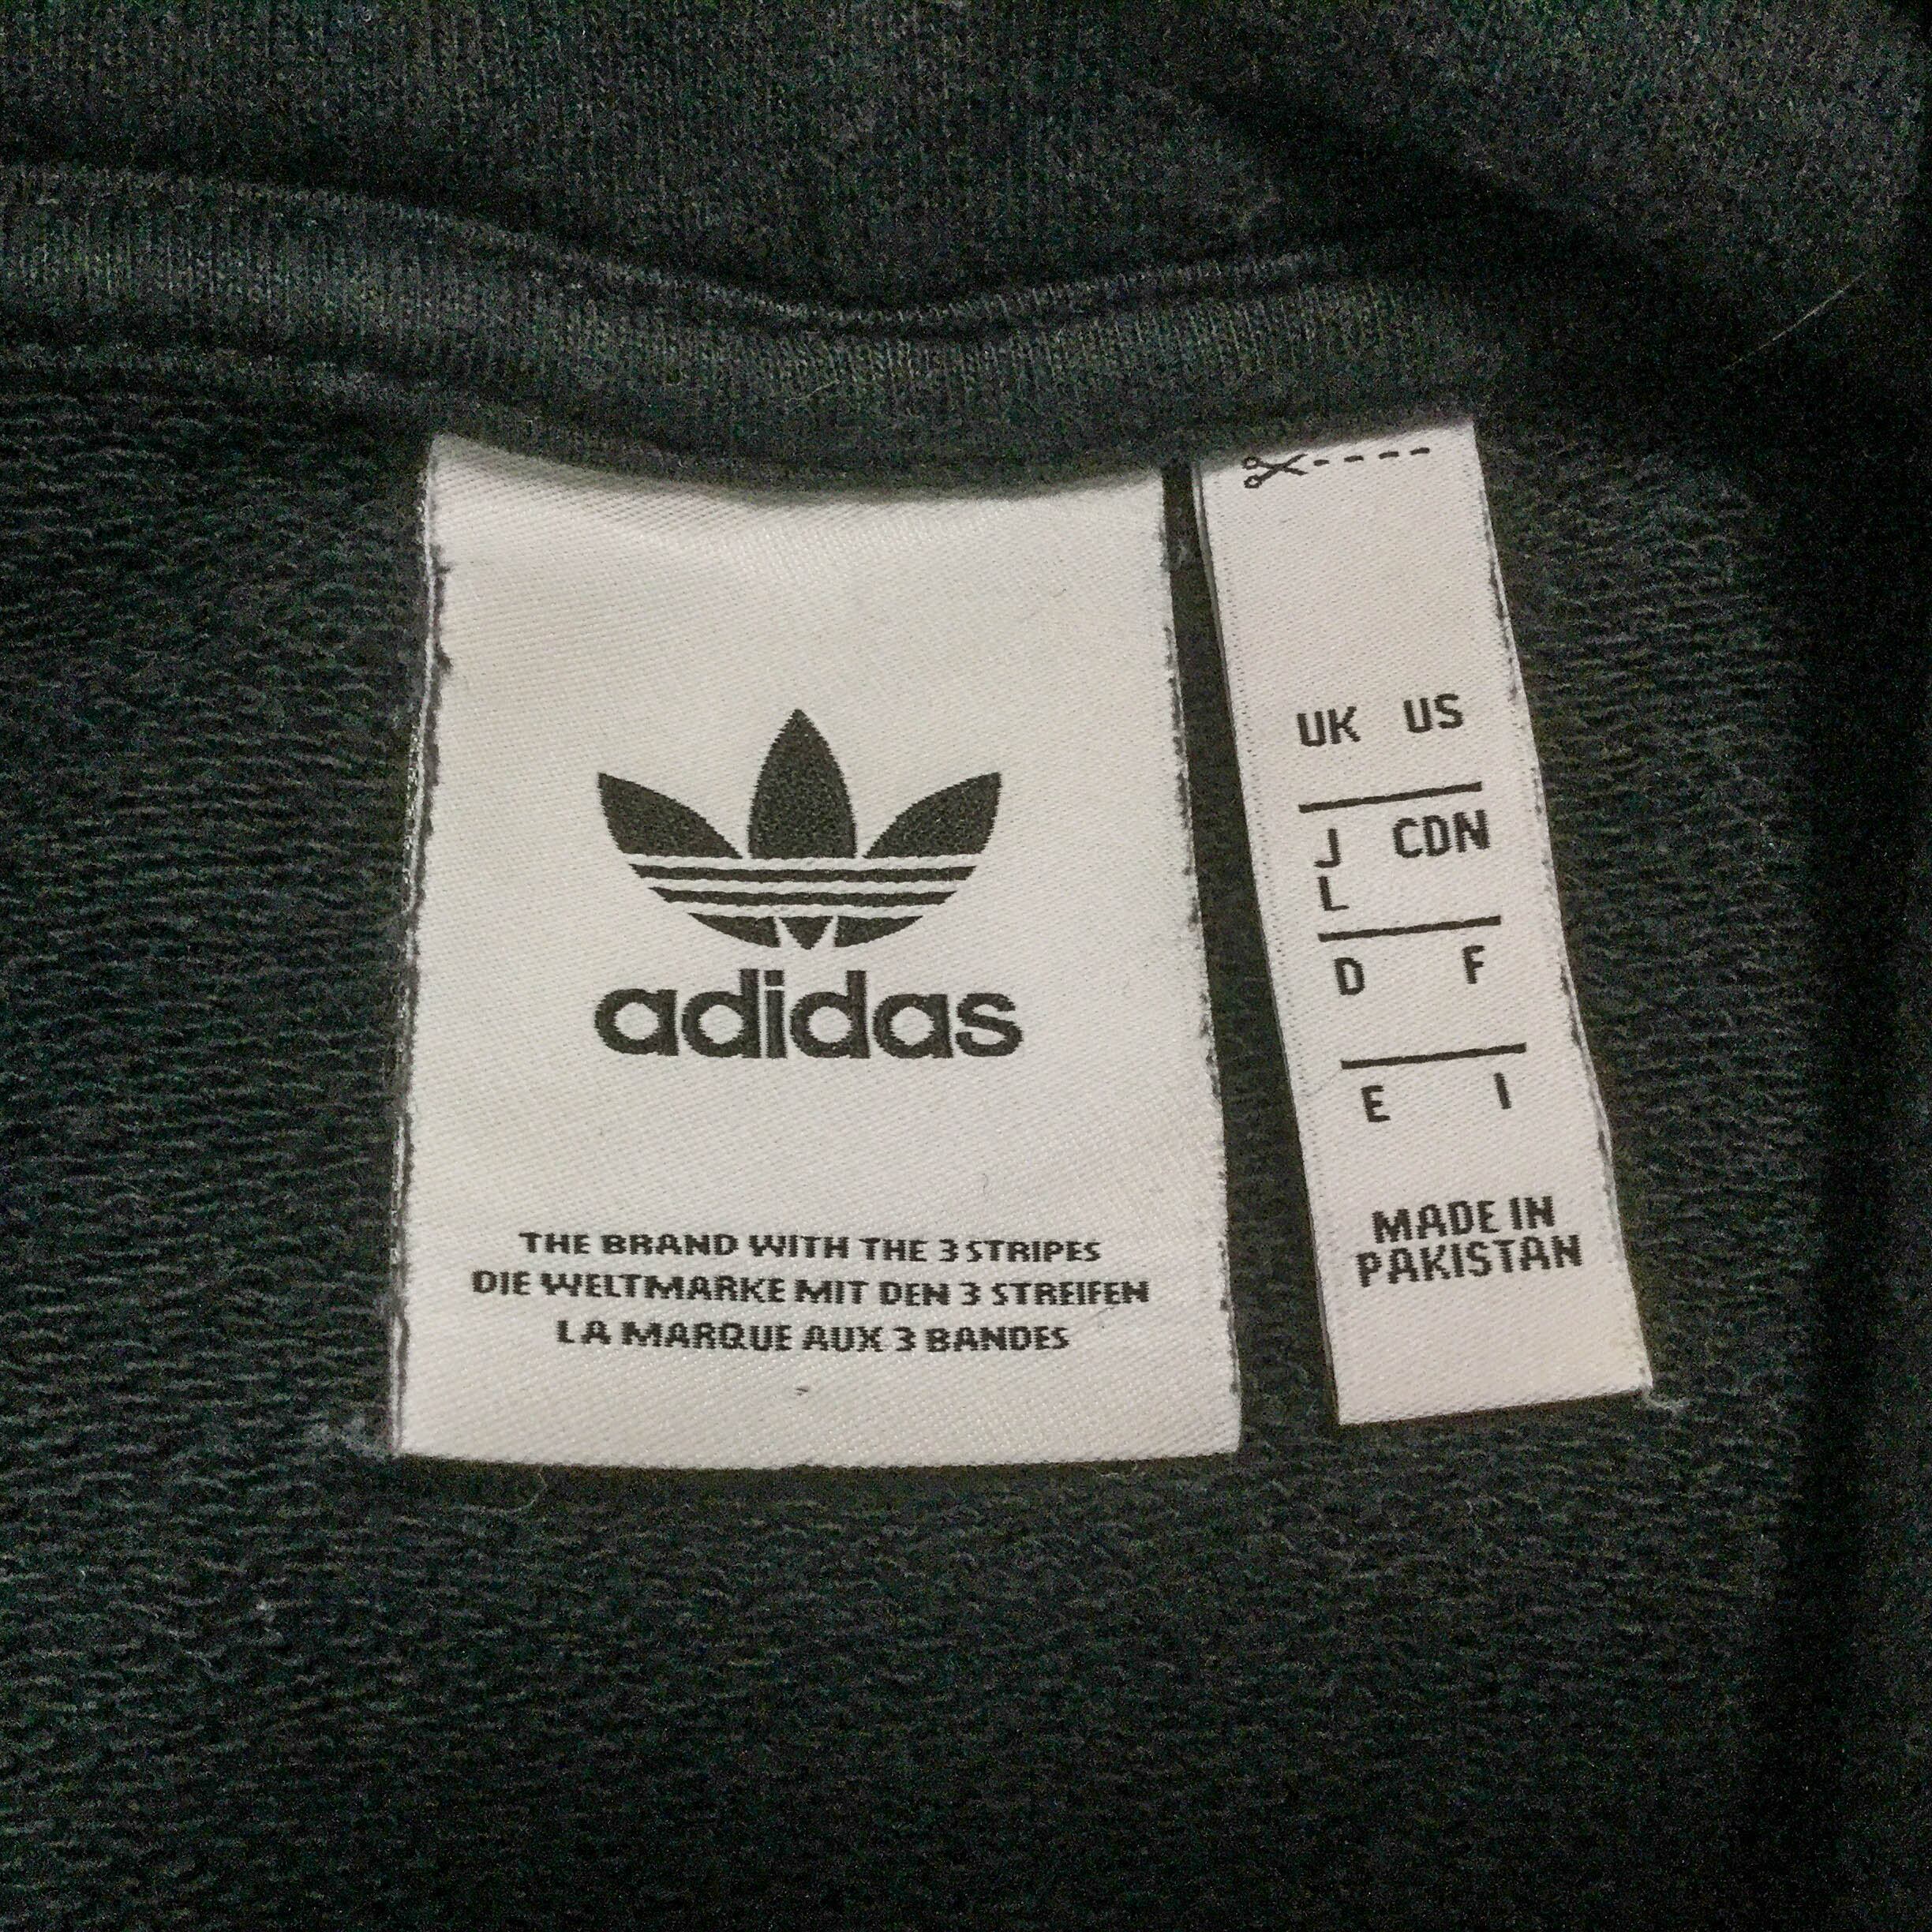 adidas
THE BRAND WITH THE 3 STRIPES
DIE WELTMARKE MIT DEN 3 STREIFEN
LA MARQUE AUX 3 BANDES
UK US
J CDN
L
D F
E I
MADE IN
PAKISTAN